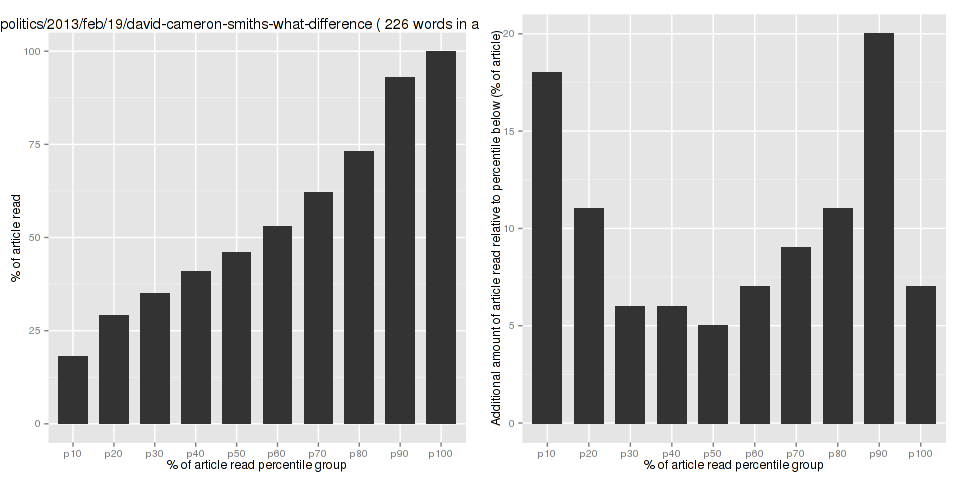 politics/2013/feb/19/david-cameron-smiths-what-difference ( 226 words in a
% of article read
100
75
50
25
0
p10 p20 p30 p40 p50 p60 p70 p80 p90 p100
% of article read percentile group
Additional amount of article read relative to percentile below (% of article)
20
15
10
5
0
p10 p20 p30 p40 p50 p60 p70 p80 p90 p100
% of article read percentile group